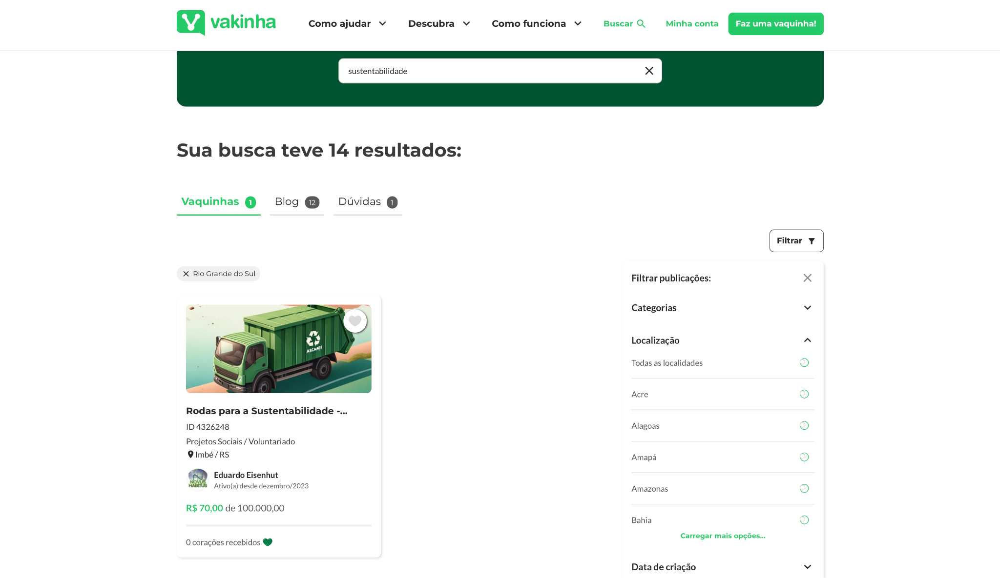 vakinha
Como ajudar
Descubra
Como funciona
Buscar
Minha conta
Faz uma vaquinha!
sustentabilidade
Sua busca teve 14 resultados:
Vaquinhas 1
Blog 12
Dúvidas 1
Filtrar
Rio Grande do Sul
ASCAMBI
Rodas para a Sustentabilidade -...
ID 4326248
Projetos Sociais / Voluntariado
Imbé / RS
NOVUS
HABITUS
Eduardo Eisenhut
Ativo(a) desde dezembro/2023
R$ 70,00 de 100.000,00
0 corações recebidos
Filtrar publicações:
Categorias
Localização
Todas as localidades
Acre
Alagoas
Amapá
Amazonas
Bahia
Carregar mais opções...
Data de criação